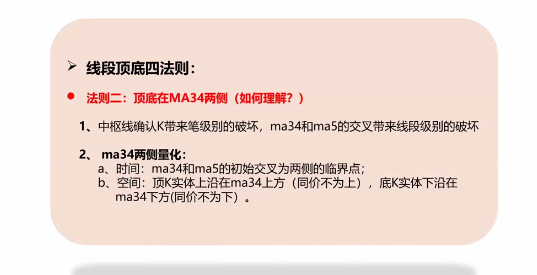 ➢ 线段顶底四法则：
● 法则二：顶底在MA34两侧（如何理解？）
1、中枢线确认K带来笔级别的破坏，ma34和ma5的交叉带来线段级别的破坏
2、 ma34两侧量化：
a、时间：ma34和ma5的初始交叉为两侧的临界点；
b、空间：顶K实体上沿在ma34上方（同价不为上），底K实体下沿在
ma34下方(同价不为下）。